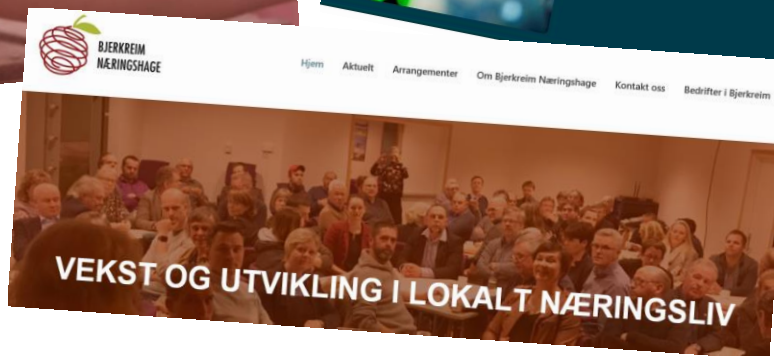 BJERKREIM
NÆRINGSHAGE
Hjem Aktuelt Arrangementer Om Bjerkreim Næringshage Kontakt oss Bedrifter i Bjerkreim
VEKST OG UTVIKLING I LOKALT NÆRINGSLIV